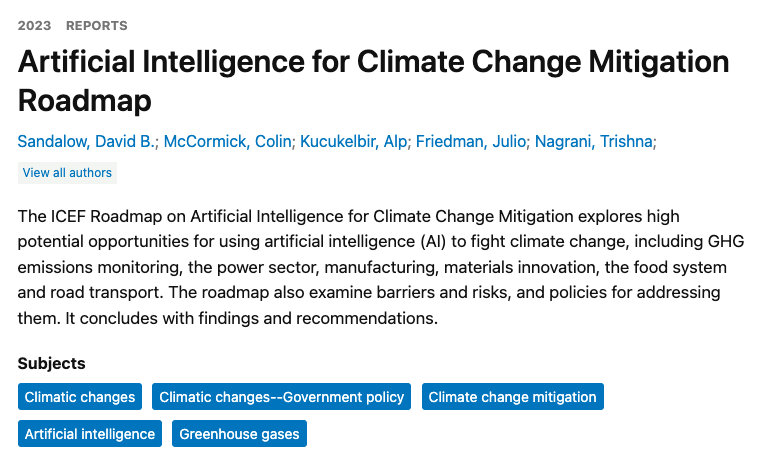 2023 REPORTS
Artificial Intelligence for Climate Change Mitigation
Roadmap
Sandalow, David B.; McCormick, Colin; Kucukelbir, Alp; Friedman, Julio; Nagrani, Trishna;
View all authors
The ICEF Roadmap on Artificial Intelligence for Climate Change Mitigation explores high
potential opportunities for using artificial intelligence (AI) to fight climate change, including GHG
emissions monitoring, the power sector, manufacturing, materials innovation, the food system
and road transport. The roadmap also examine barriers and risks, and policies for addressing
them. It concludes with findings and recommendations.
Subjects
Climatic changes Climatic changes--Government policy Climate change mitigation
Artificial intelligence Greenhouse gases